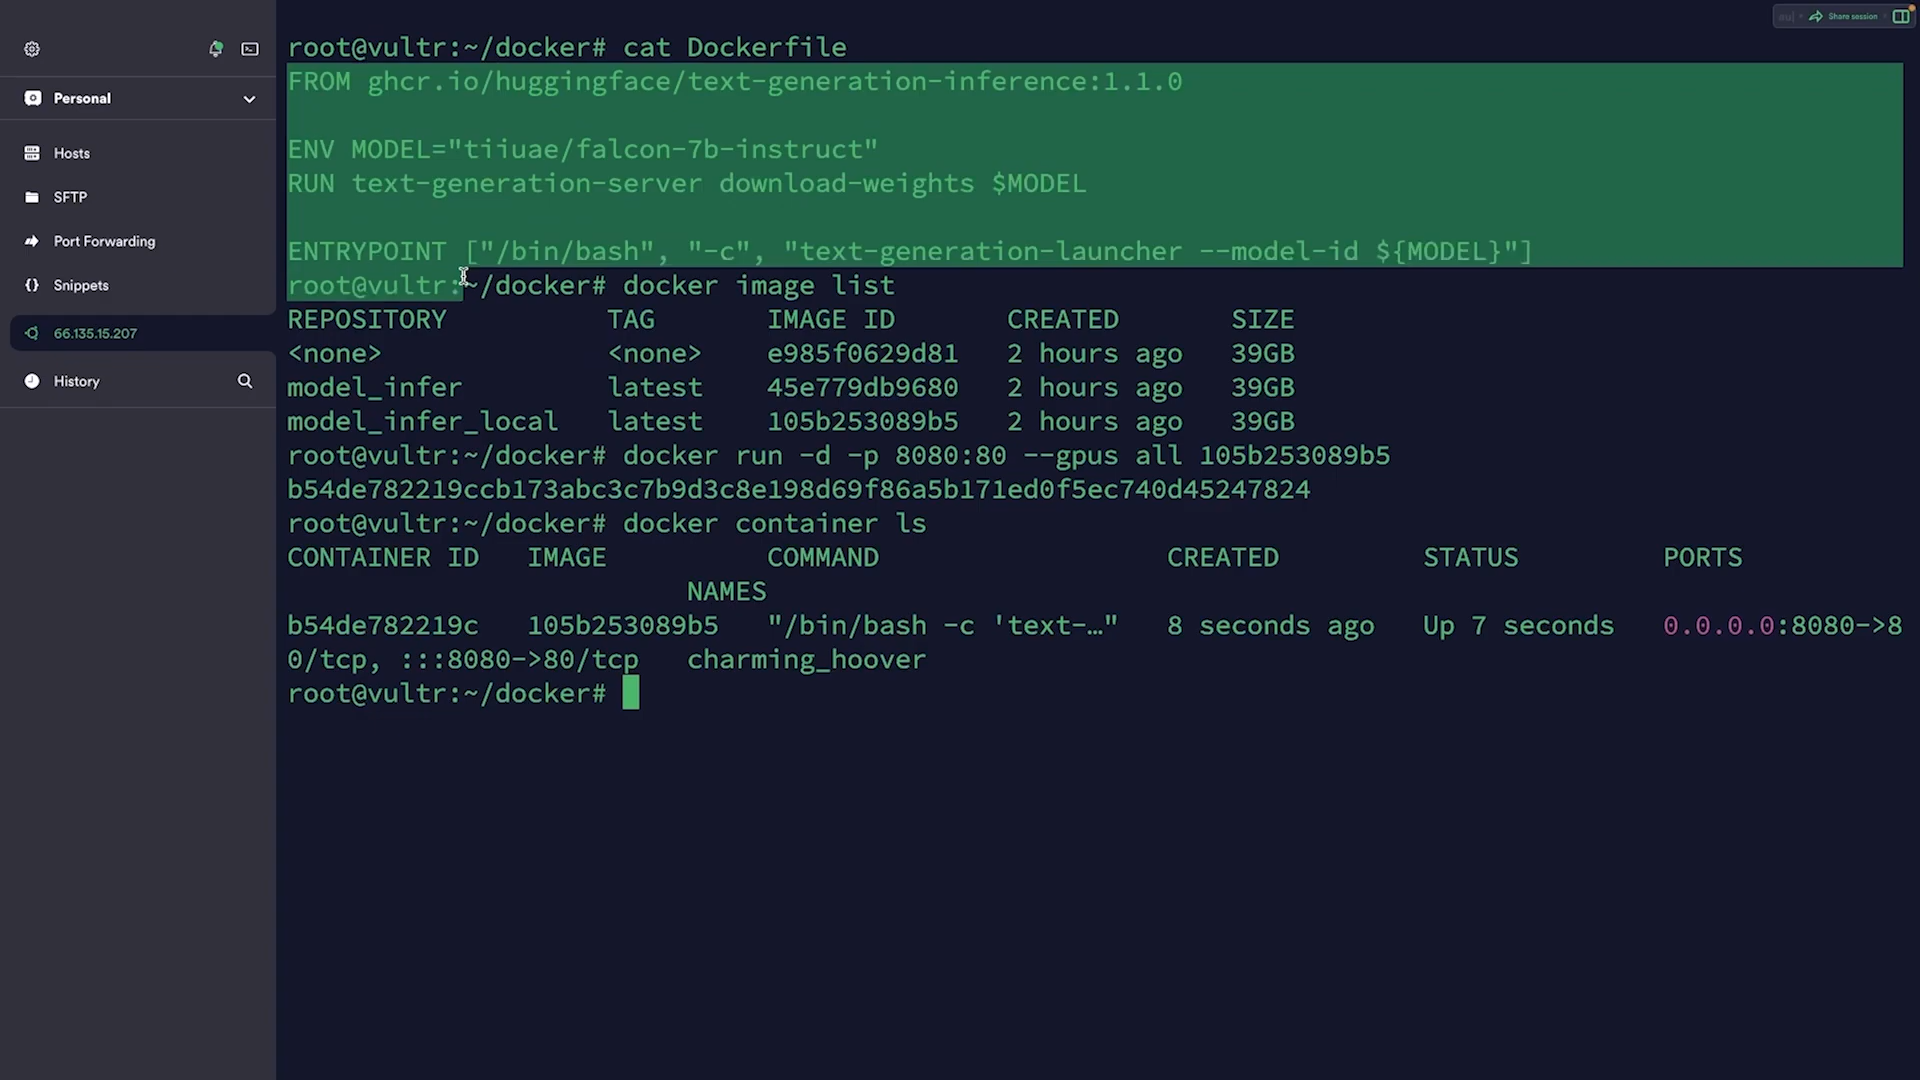 Share session
Personal
Hosts
SFTP
Port Forwarding
Snippets
66.135.15.207
History
root@vultr:~/docker# cat Dockerfile
FROM ghcr.io/huggingface/text-generation-inference:1.1.0
ENV MODEL="tiiuae/falcon-7b-instruct"
RUN text-generation-server download-weights $MODEL
ENTRYPOINT ["/bin/bash", "-c", "text-generation-launcher --model-id ${MODEL}"]
root@vultr:~/docker# docker image list
REPOSITORY TAG IMAGE ID CREATED SIZE
<none> <none> e985f0629d81 2 hours ago 39GB
model_infer latest 45e779db9680 2 hours ago 39GB
model_infer_local latest 105b253089b5 2 hours ago 39GB
root@vultr:~/docker# docker run -d -p 8080:80 --gpus all 105b253089b5
b54de782219ccb173abc3c7b9d3c8e198d69f86a5b171ed0f5ec740d45247824
root@vultr:~/docker# docker container ls
CONTAINER ID IMAGE COMMAND CREATED STATUS PORTS
NAMES
b54de782219c 105b253089b5 "/bin/bash -c 'text-…" 8 seconds ago Up 7 seconds 0.0.0.0:8080->8
0/tcp, :::8080->80/tcp charming_hoover
root@vultr:~/docker#